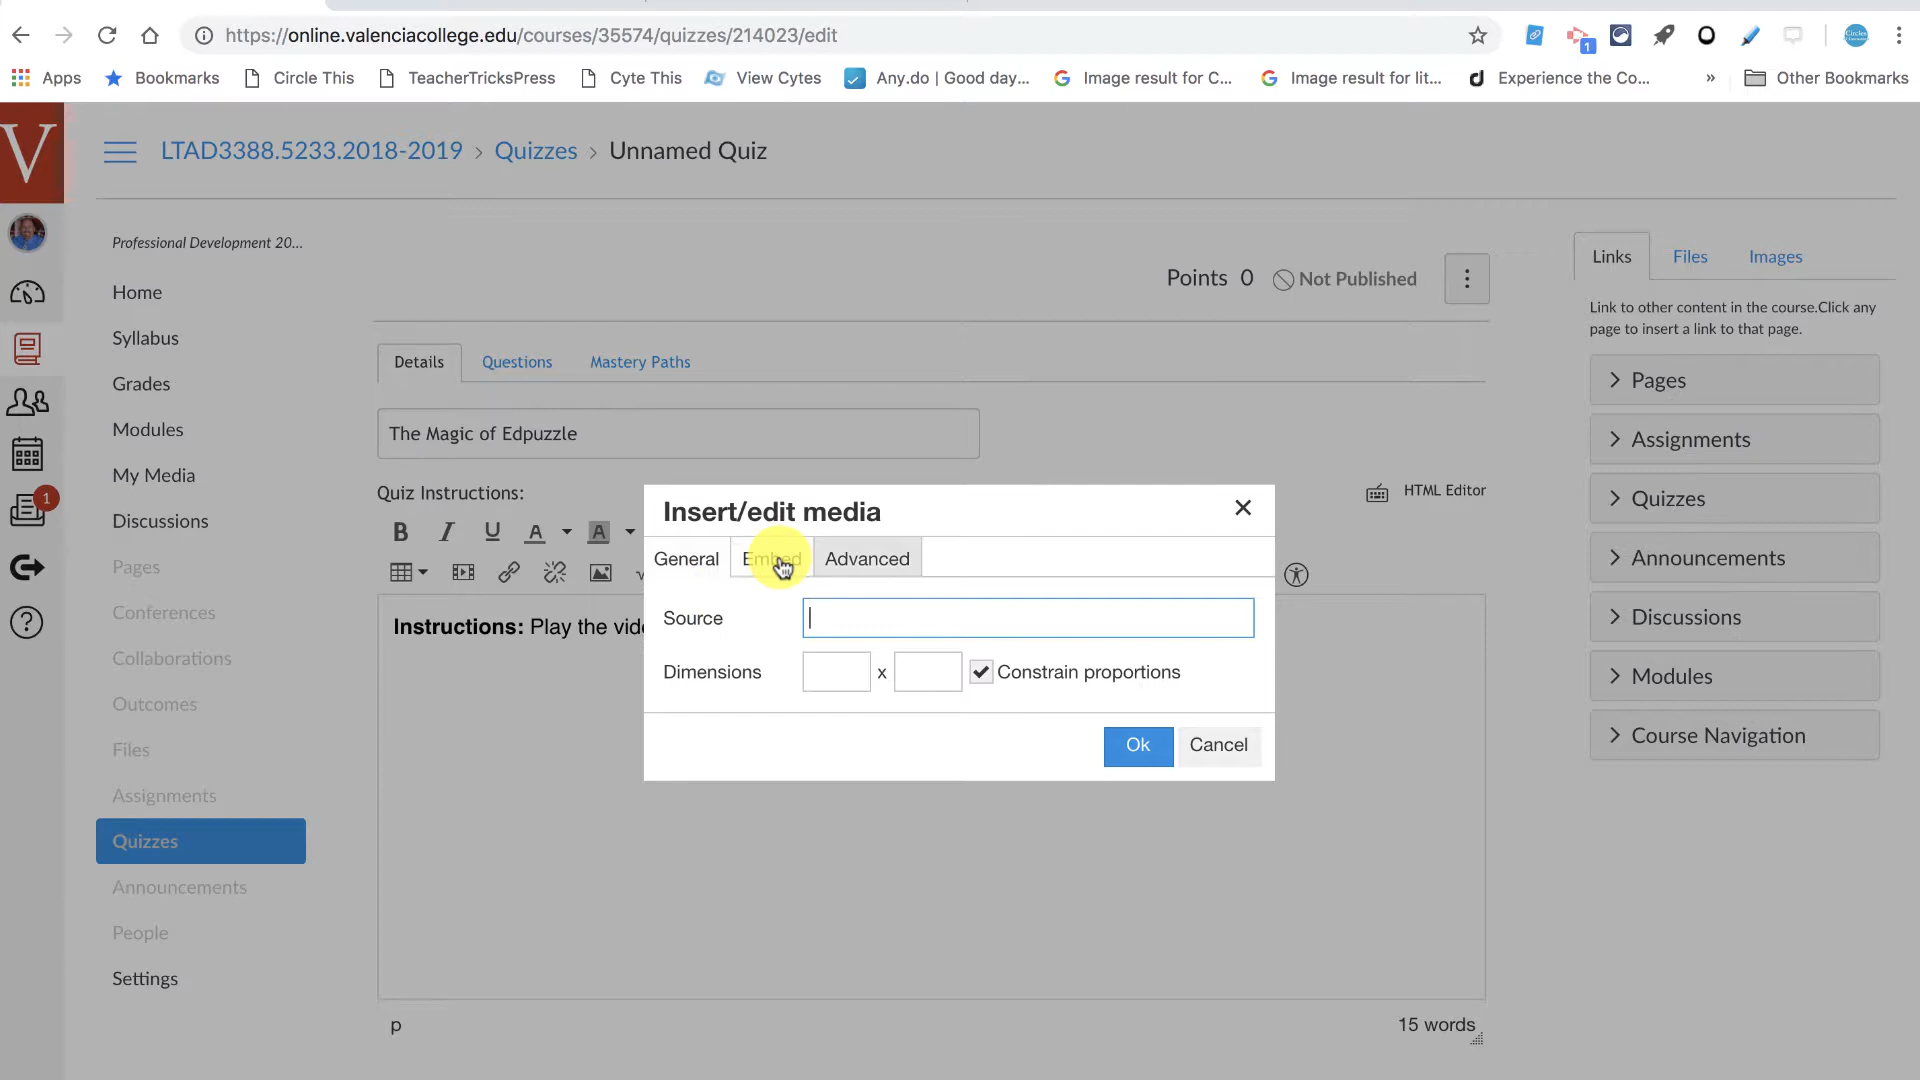 https://online.valenciacollege.edu/courses/35574/quizzes/214023/edit
1
Apps Bookmarks Circle This TeacherTricksPress Cyte This View Cytes Any.do | Good day... Image result for C... Image result for lit... Experience the Co... » Other Bookmarks
V
LTAD3388.5233.2018-2019 > Quizzes > Unnamed Quiz
Professional Development 20...
Home
Syllabus
Grades
Modules
My Media
Discussions
Pages
Conferences
Collaborations
Outcomes
Files
Assignments
Quizzes
Announcements
People
Settings
1
Points 0 Not Published
Details Questions Mastery Paths
The Magic of Edpuzzle
Quiz Instructions:
HTML Editor
B I U A A
Instructions: Play the vide
Insert/edit media
General Embed Advanced
Source
Dimensions x Constrain proportions
Ok Cancel
p
15 words
Links Files Images
Link to other content in the course.Click any
page to insert a link to that page.
Pages
Assignments
Quizzes
Announcements
Discussions
Modules
Course Navigation